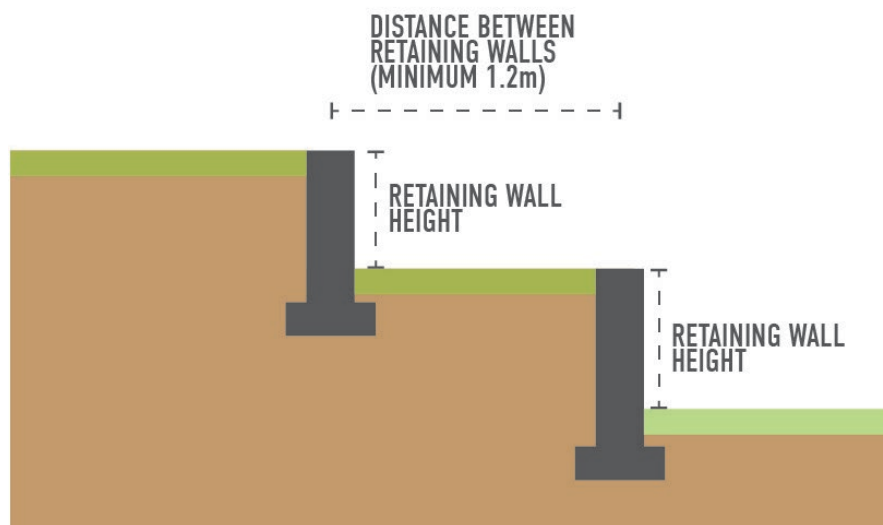 DISTANCE BETWEEN
RETAINING WALLS
(MINIMUM 1.2m)
RETAINING WALL
HEIGHT
RETAINING WALL
HEIGHT